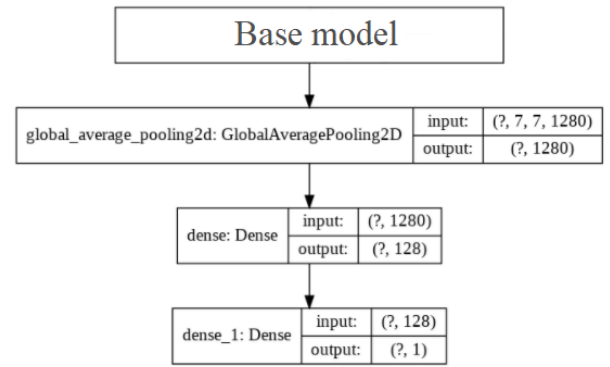 Base model
global_average_pooling2d: GlobalAveragePooling2D
input: (?, 7, 7, 1280)
output: (?, 1280)
dense: Dense
input: (?, 1280)
output: (?, 128)
dense_1: Dense
input: (?, 128)
output: (?, 1)